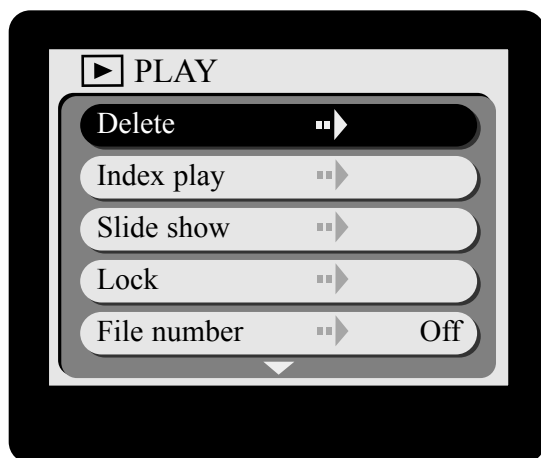 PLAY
Delete
Index play
Slide show
Lock
File number Off